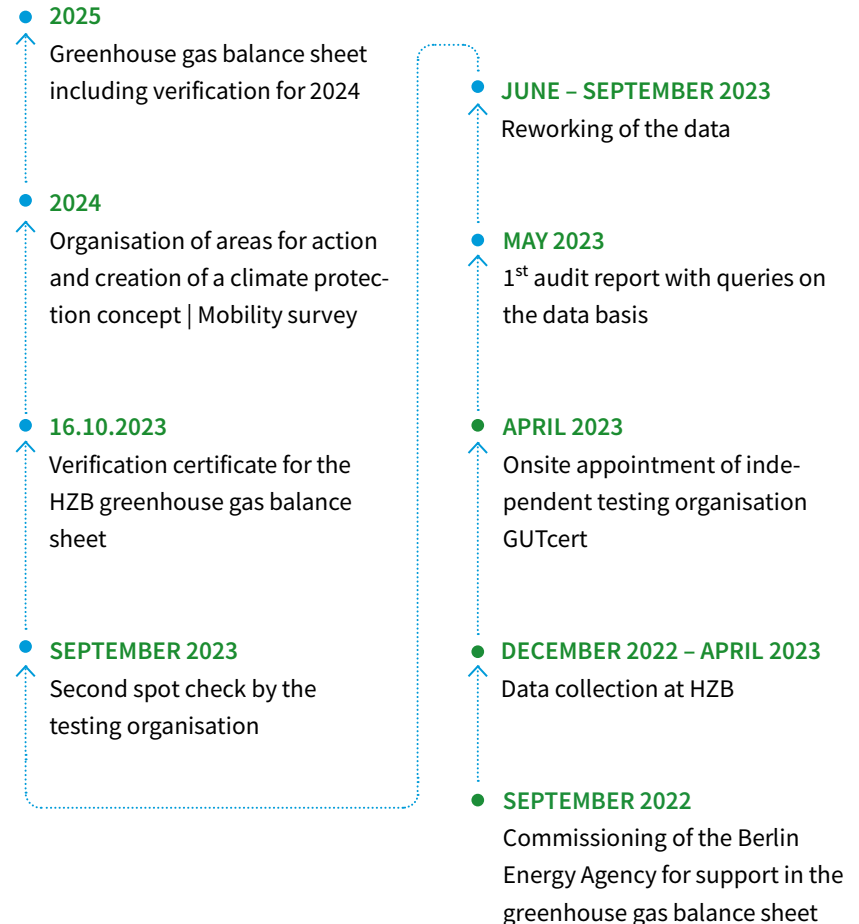 2025
Greenhouse gas balance sheet
including verification for 2024
2024
Organisation of areas for action
and creation of a climate protec-
tion concept | Mobility survey
16.10.2023
Verification certificate for the
HZB greenhouse gas balance
sheet
SEPTEMBER 2023
Second spot check by the
testing organisation
JUNE – SEPTEMBER 2023
Reworking of the data
MAY 2023
1st audit report with queries on
the data basis
APRIL 2023
Onsite appointment of inde-
pendent testing organisation
GUTcert
DECEMBER 2022 – APRIL 2023
Data collection at HZB
SEPTEMBER 2022
Commissioning of the Berlin
Energy Agency for support in the
greenhouse gas balance sheet